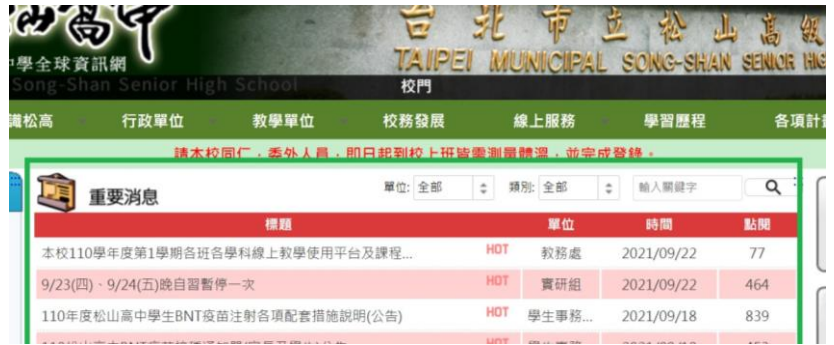 松高中
台北市立松山高級
中學全球資訊網
TAIPEI MUNICIPAL SONG-SHAN SENIOR HIG
Song-Shan Senior High School
校門
識松高 行政單位 教學單位 校務發展 線上服務 學習歷程 各項計畫
請本校同仁、委外人員,即日起到校上班皆需測量體溫,並完成登錄。
重要消息 單位: 全部 類別: 全部 輸入關鍵字
標題 單位 時間 點閱
本校110學年度第1學期各班各學科線上教學使用平台及課程... HOT 教務處 2021/09/22 77
9/23(四)、9/24(五)晚自習暫停一次 HOT 實研組 2021/09/22 464
110年度松山高中學生BNT疫苗注射各項配套措施說明(公告) HOT 學生事務... 2021/09/18 839